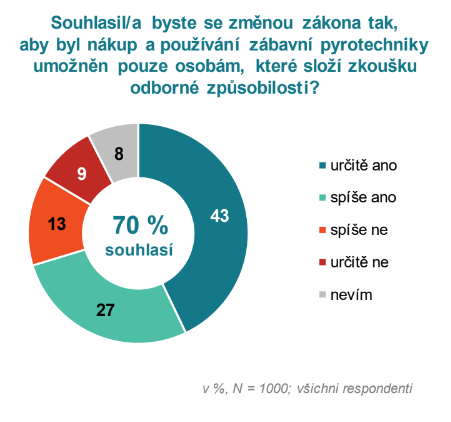 Souhlasil/a byste se změnou zákona tak,
aby byl nákup a používání zábavní pyrotechniky
umožněn pouze osobám, které složí zkoušku
odborné způsobilosti?
8
9
13
43
27
70 %
souhlasí
určitě ano
spíše ano
spíše ne
určitě ne
nevím
v %, N = 1000; všichni respondenti